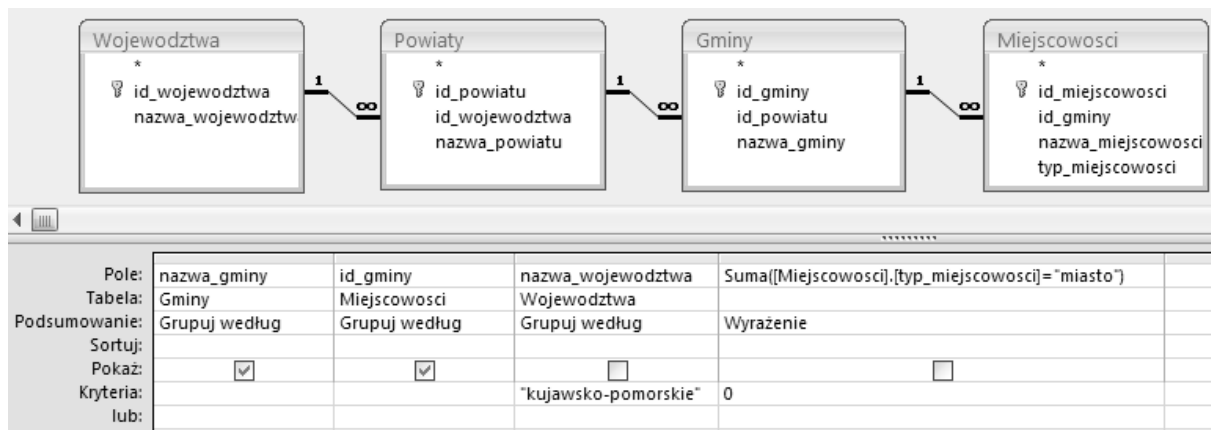 Wojewodztwa Powiaty Gminy Miejscowosci
* * * *
id_wojewodztwa 1 ∞ id_powiatu 1 ∞ id_gminy 1 ∞ id_miejscowosci
nazwa_wojewodztw id_wojewodztwa id_powiatu id_gminy
nazwa_powiatu nazwa_gminy nazwa_miejscowosci
typ_miejscowosci
Pole: nazwa_gminy id_gminy nazwa_wojewodztwa Suma([Miejscowosci].[typ_miejscowosci]="miasto")
Tabela: Gminy Miejscowosci Wojewodztwa
Podsumowanie: Grupuj według Grupuj według Grupuj według Wyrażenie
Sortuj:
Pokaż:
Kryteria: "kujawsko-pomorskie" 0
lub: